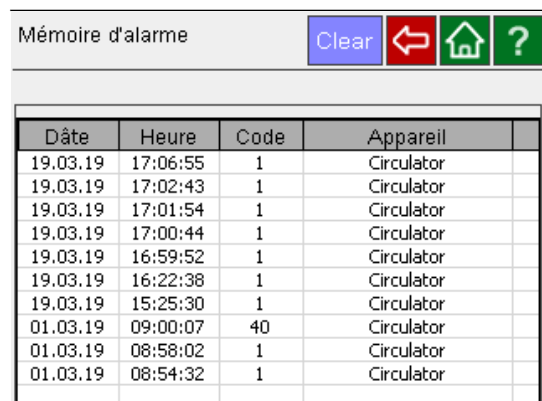 Mémoire d'alarme Clear ?
Dâte Heure Code Appareil
19.03.19 17:06:55 1 Circulator
19.03.19 17:02:43 1 Circulator
19.03.19 17:01:54 1 Circulator
19.03.19 17:00:44 1 Circulator
19.03.19 16:59:52 1 Circulator
19.03.19 16:22:38 1 Circulator
19.03.19 15:25:30 1 Circulator
01.03.19 09:00:07 40 Circulator
01.03.19 08:58:02 1 Circulator
01.03.19 08:54:32 1 Circulator